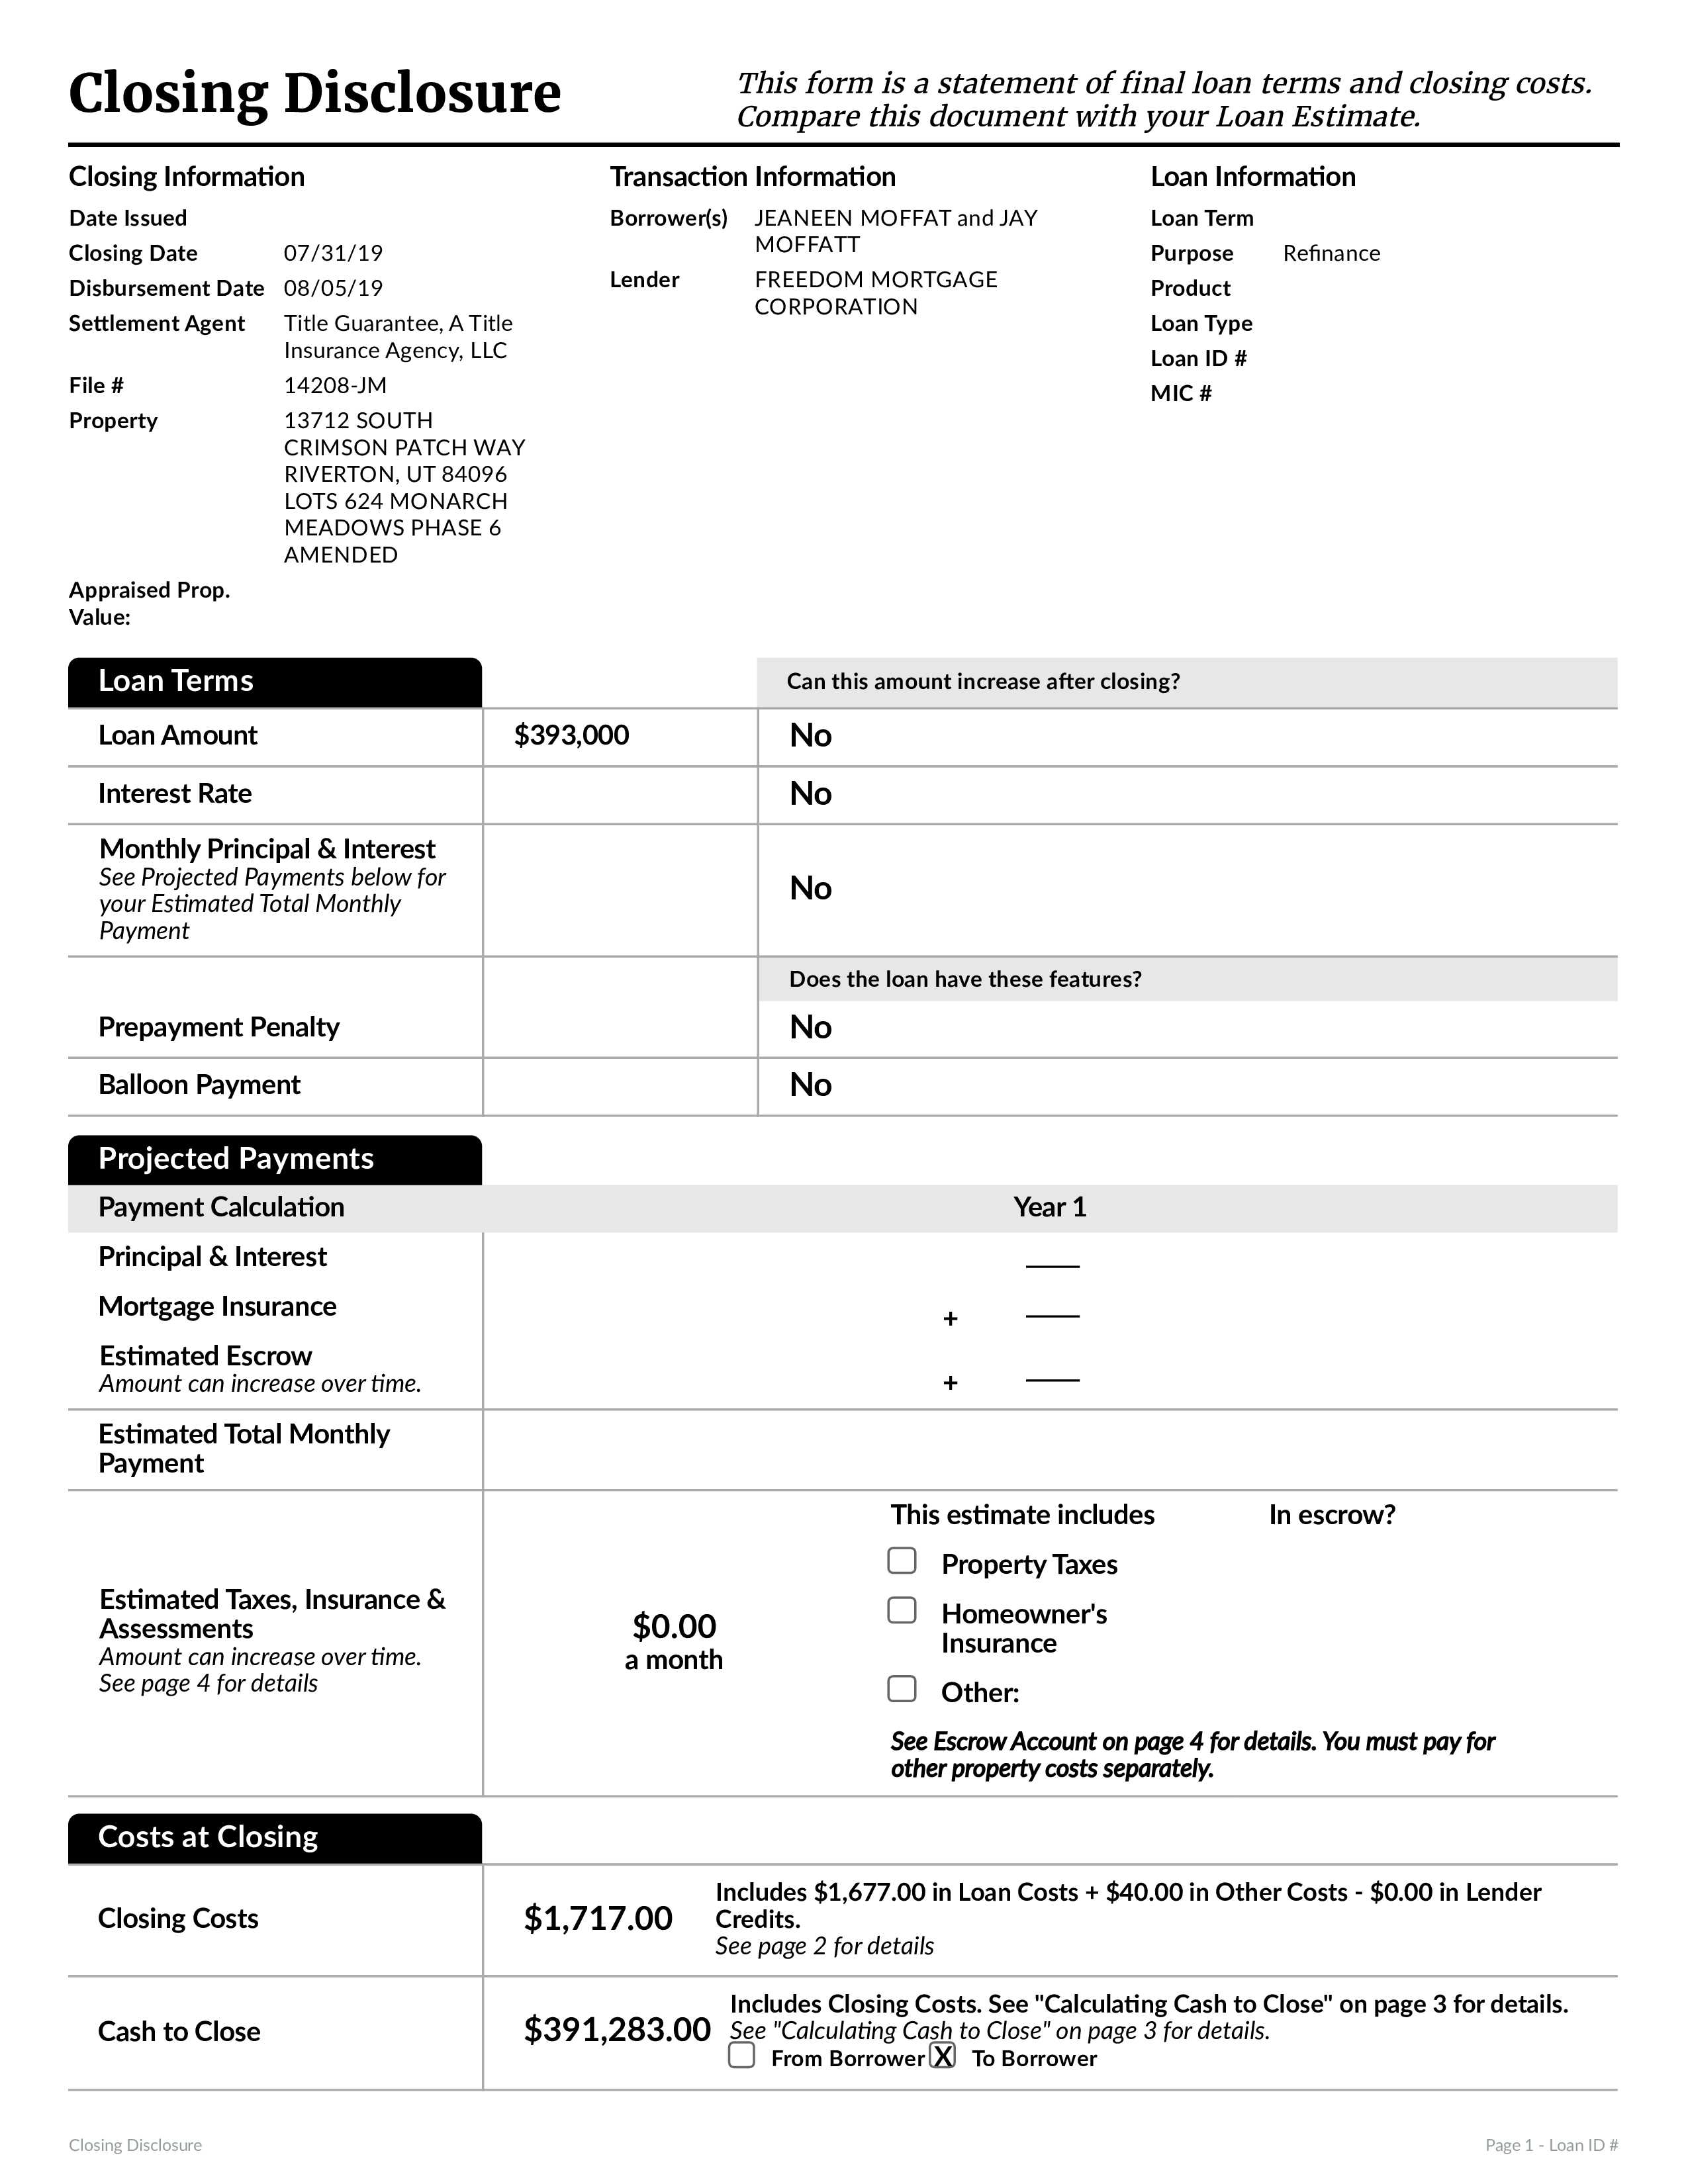 Closing Disclosure
This form is a statement of final loan terms and closing costs.
Compare this document with your Loan Estimate.
Closing Information
Date Issued
Closing Date 07/31/19
Disbursement Date 08/05/19
Settlement Agent Title Guarantee, A Title
Insurance Agency, LLC
File # 14208-JM
Property 13712 SOUTH
CRIMSON PATCH WAY
RIVERTON, UT 84096
LOTS 624 MONARCH
MEADOWS PHASE 6
AMENDED
Appraised Prop.
Value:
Transaction Information
Borrower(s) JEANEEN MOFFAT and JAY
MOFFATT
Lender FREEDOM MORTGAGE
CORPORATION
Loan Information
Loan Term
Purpose Refinance
Product
Loan Type
Loan ID #
MIC #
Loan Terms Can this amount increase after closing?
Loan Amount $393,000 No
Interest Rate No
Monthly Principal & Interest
See Projected Payments below for
your Estimated Total Monthly
Payment
No
Does the loan have these features?
Prepayment Penalty No
Balloon Payment No
Projected Payments
Payment Calculation Year 1
Principal & Interest
Mortgage Insurance +
Estimated Escrow
Amount can increase over time. +
Estimated Total Monthly
Payment
Estimated Taxes, Insurance &
Assessments
Amount can increase over time.
See page 4 for details
$0.00
a month
This estimate includes In escrow?
Property Taxes
Homeowner's
Insurance
Other:
See Escrow Account on page 4 for details. You must pay for
other property costs separately.
Costs at Closing
Closing Costs $1,717.00
Includes $1,677.00 in Loan Costs + $40.00 in Other Costs - $0.00 in Lender
Credits.
See page 2 for details
Cash to Close $391,283.00
Includes Closing Costs. See "Calculating Cash to Close" on page 3 for details.
See "Calculating Cash to Close" on page 3 for details.
From Borrower X To Borrower
Closing Disclosure Page 1 - Loan ID #